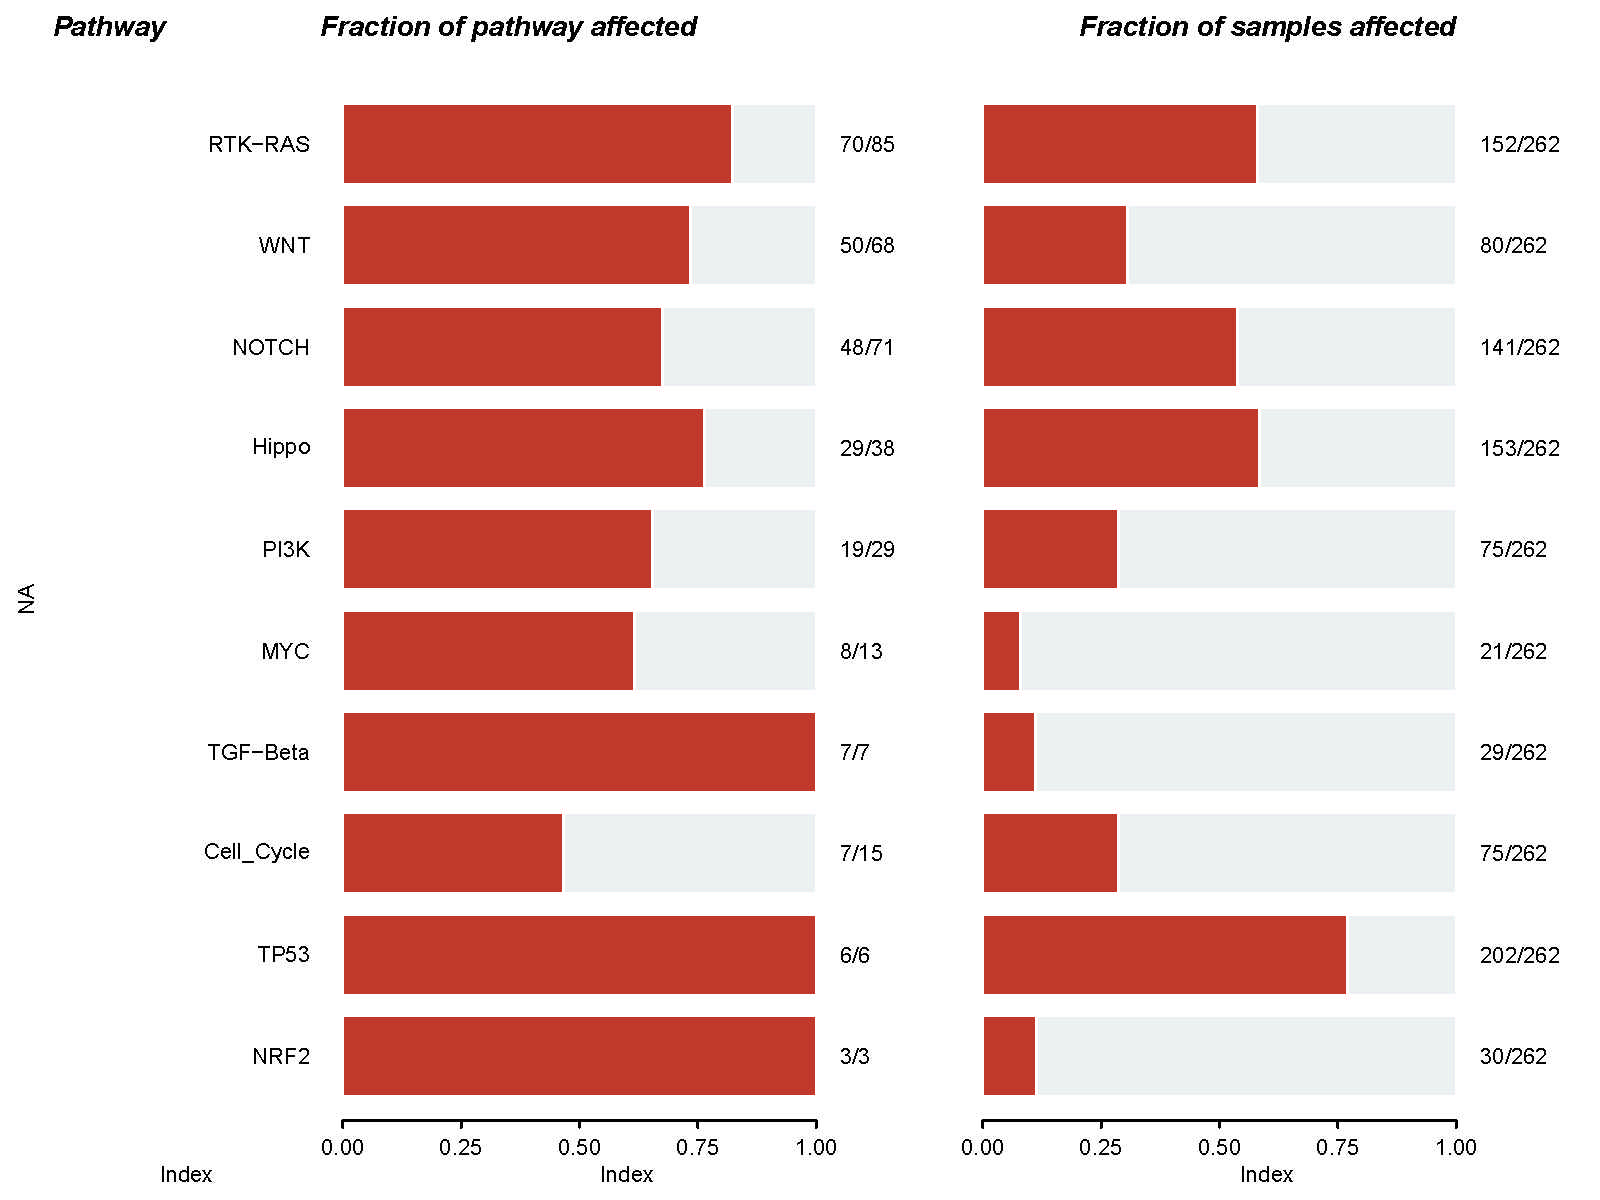 Pathway Fraction of pathway affected Fraction of samples affected
RTK−RAS 70/85 152/262
WNT 50/68 80/262
NOTCH 48/71 141/262
Hippo 29/38 153/262
PI3K 19/29 75/262
NA
MYC 8/13 21/262
TGF−Beta 7/7 29/262
Cell_Cycle 7/15 75/262
TP53 6/6 202/262
NRF2 3/3 30/262
0.00 0.25 0.50 0.75 1.00 0.00 0.25 0.50 0.75 1.00
Index Index Index